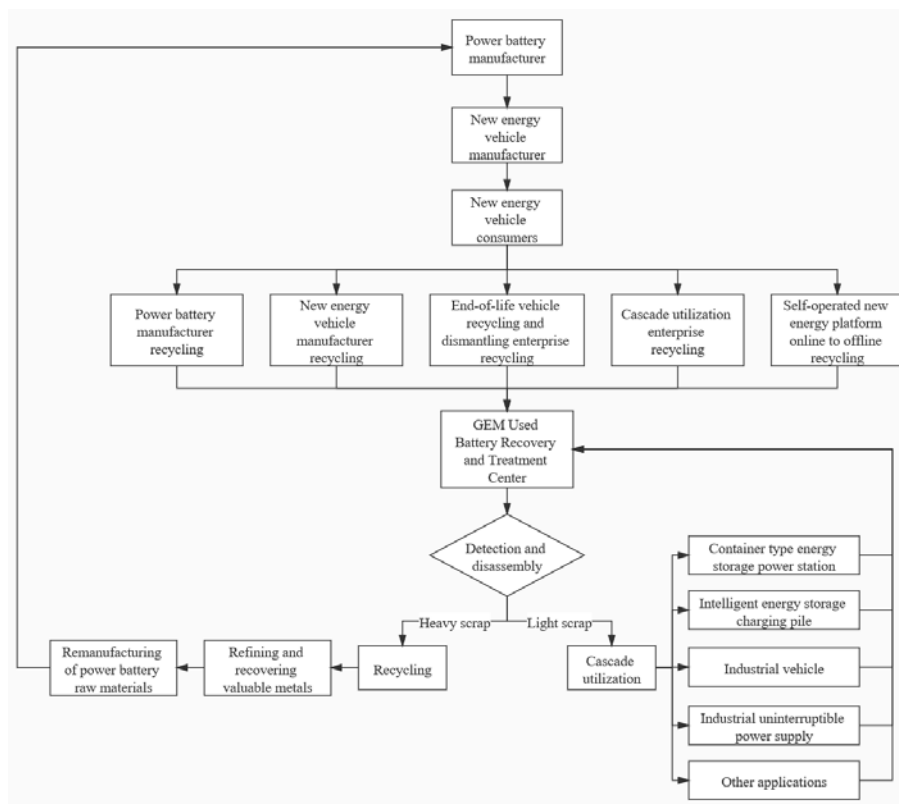 Power battery
manufacturer
New energy
vehicle
manufacturer
New energy
vehicle
consumers
Power battery
manufacturer
recycling
New energy
vehicle
manufacturer
recycling
End-of-life vehicle
recycling and
dismantling enterprise
recycling
Cascade utilization
enterprise
recycling
Self-operated new
energy platform
online to offline
recycling
GEM Used
Battery Recovery
and Treatment
Center
Detection and
disassembly
Heavy scrap
Light scrap
Remanufacturing
of power battery
raw materials
Refining and
recovering
valuable metals
Recycling
Cascade
utilization
Container type energy
storage power station
Intelligent energy storage
charging pile
Industrial vehicle
Industrial uninterruptible
power supply
Other applications